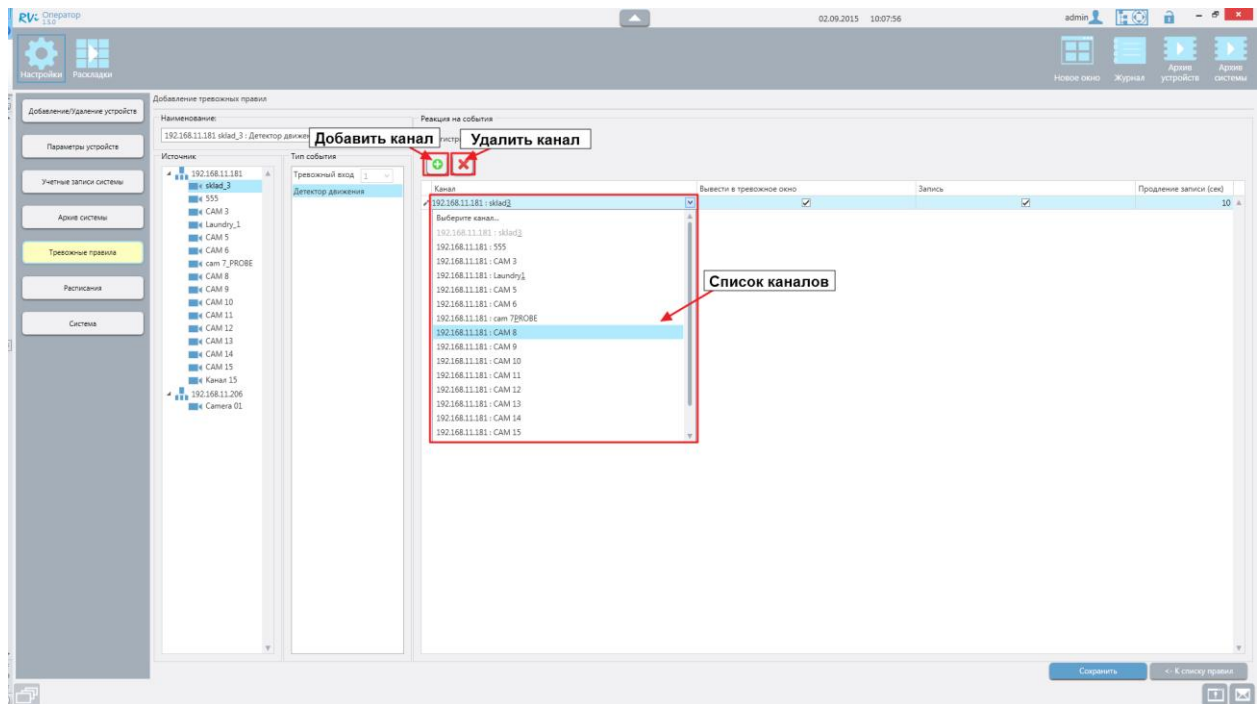 RVi Оператор
1.5.0
02.09.2015 10:07:56
admin
Настройки
Раскладки
Новое окно
Журнал
Архив устройств
Архив системы
Добавление/Удаление устройств
Параметры устройств
Учетные записи системы
Архив системы
Тревожные правила
Расписания
Система
Добавление тревожных правил
Наименование:
192.168.11.181 sklad_3 : Детектор
Источник
192.168.11.181
sklad_3
555
CAM 3
Laundry_1
CAM 5
CAM 6
cam 7_PROBE
CAM 8
CAM 9
CAM 10
CAM 11
CAM 12
CAM 13
CAM 14
CAM 15
Канал 15
192.168.11.206
Camera 01
Тип события
Тревожный вход 1
Детектор движения
Реакция на события
Добавить канал
Удалить канал
Канал
Вывести в тревожное окно
Запись
Продление записи (сек)
192.168.11.181 : sklad3
10
Выберите канал...
192.168.11.181 : sklad3
192.168.11.181 : 555
192.168.11.181 : CAM 3
192.168.11.181 : Laundry1
192.168.11.181 : CAM 5
192.168.11.181 : CAM 6
192.168.11.181 : cam 7PROBE
192.168.11.181 : CAM 8
192.168.11.181 : CAM 9
192.168.11.181 : CAM 10
192.168.11.181 : CAM 11
192.168.11.181 : CAM 12
192.168.11.181 : CAM 13
192.168.11.181 : CAM 14
192.168.11.181 : CAM 15
Список каналов
Сохранить
<- К списку правил